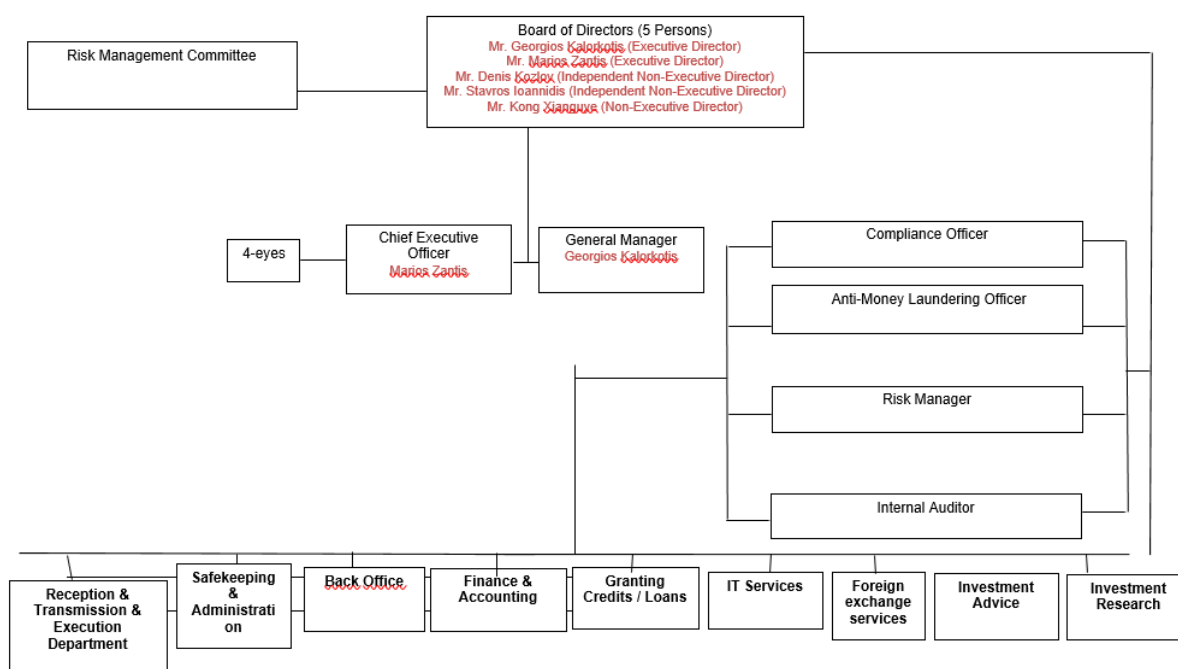 Board of Directors (5 Persons)
Mr. Georgios Kalorkotis (Executive Director)
Mr. Marios Zantis (Executive Director)
Mr. Denis Kozlov (Independent Non-Executive Director)
Mr. Stavros Ioannidis (Independent Non-Executive Director)
Mr. Kong Xianguye (Non-Executive Director)
Risk Management Committee
4-eyes
Chief Executive
Officer
Marios Zantis
General Manager
Georgios Kalorkotis
Compliance Officer
Anti-Money Laundering Officer
Risk Manager
Internal Auditor
Reception &
Transmission &
Execution
Department
Safekeeping
&
Administrati
on
Back Office
Finance &
Accounting
Granting
Credits / Loans
IT Services
Foreign
exchange
services
Investment
Advice
Investment
Research